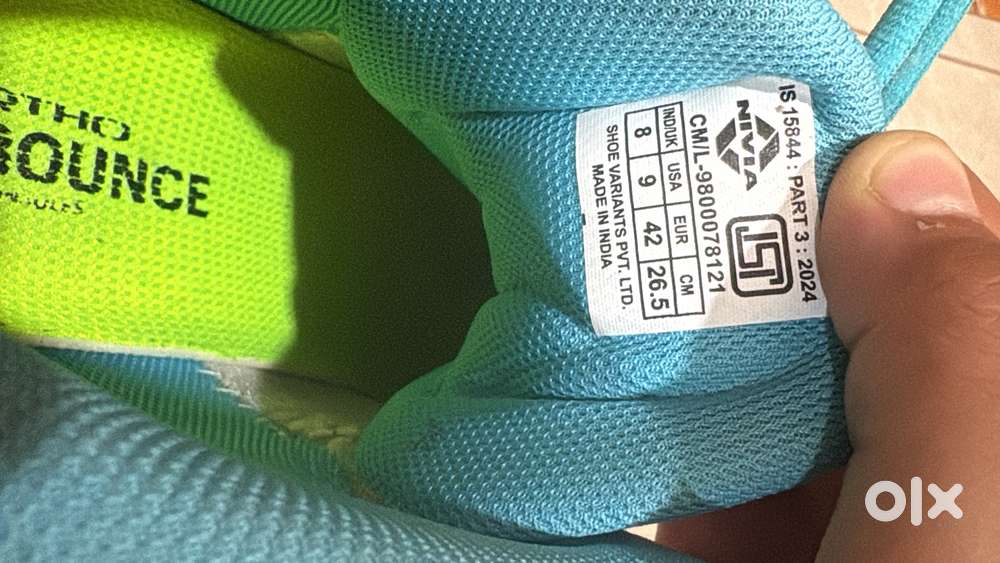 RTHO
BOUNCE
IS 15844 : PART 3 : 2024
NIVIA
ISI
CM/L-9800078121
IND/UK USA EUR CM
8 9 42 26.5
SHOE VARIANTS PVT. LTD.
MADE IN INDIA
olx